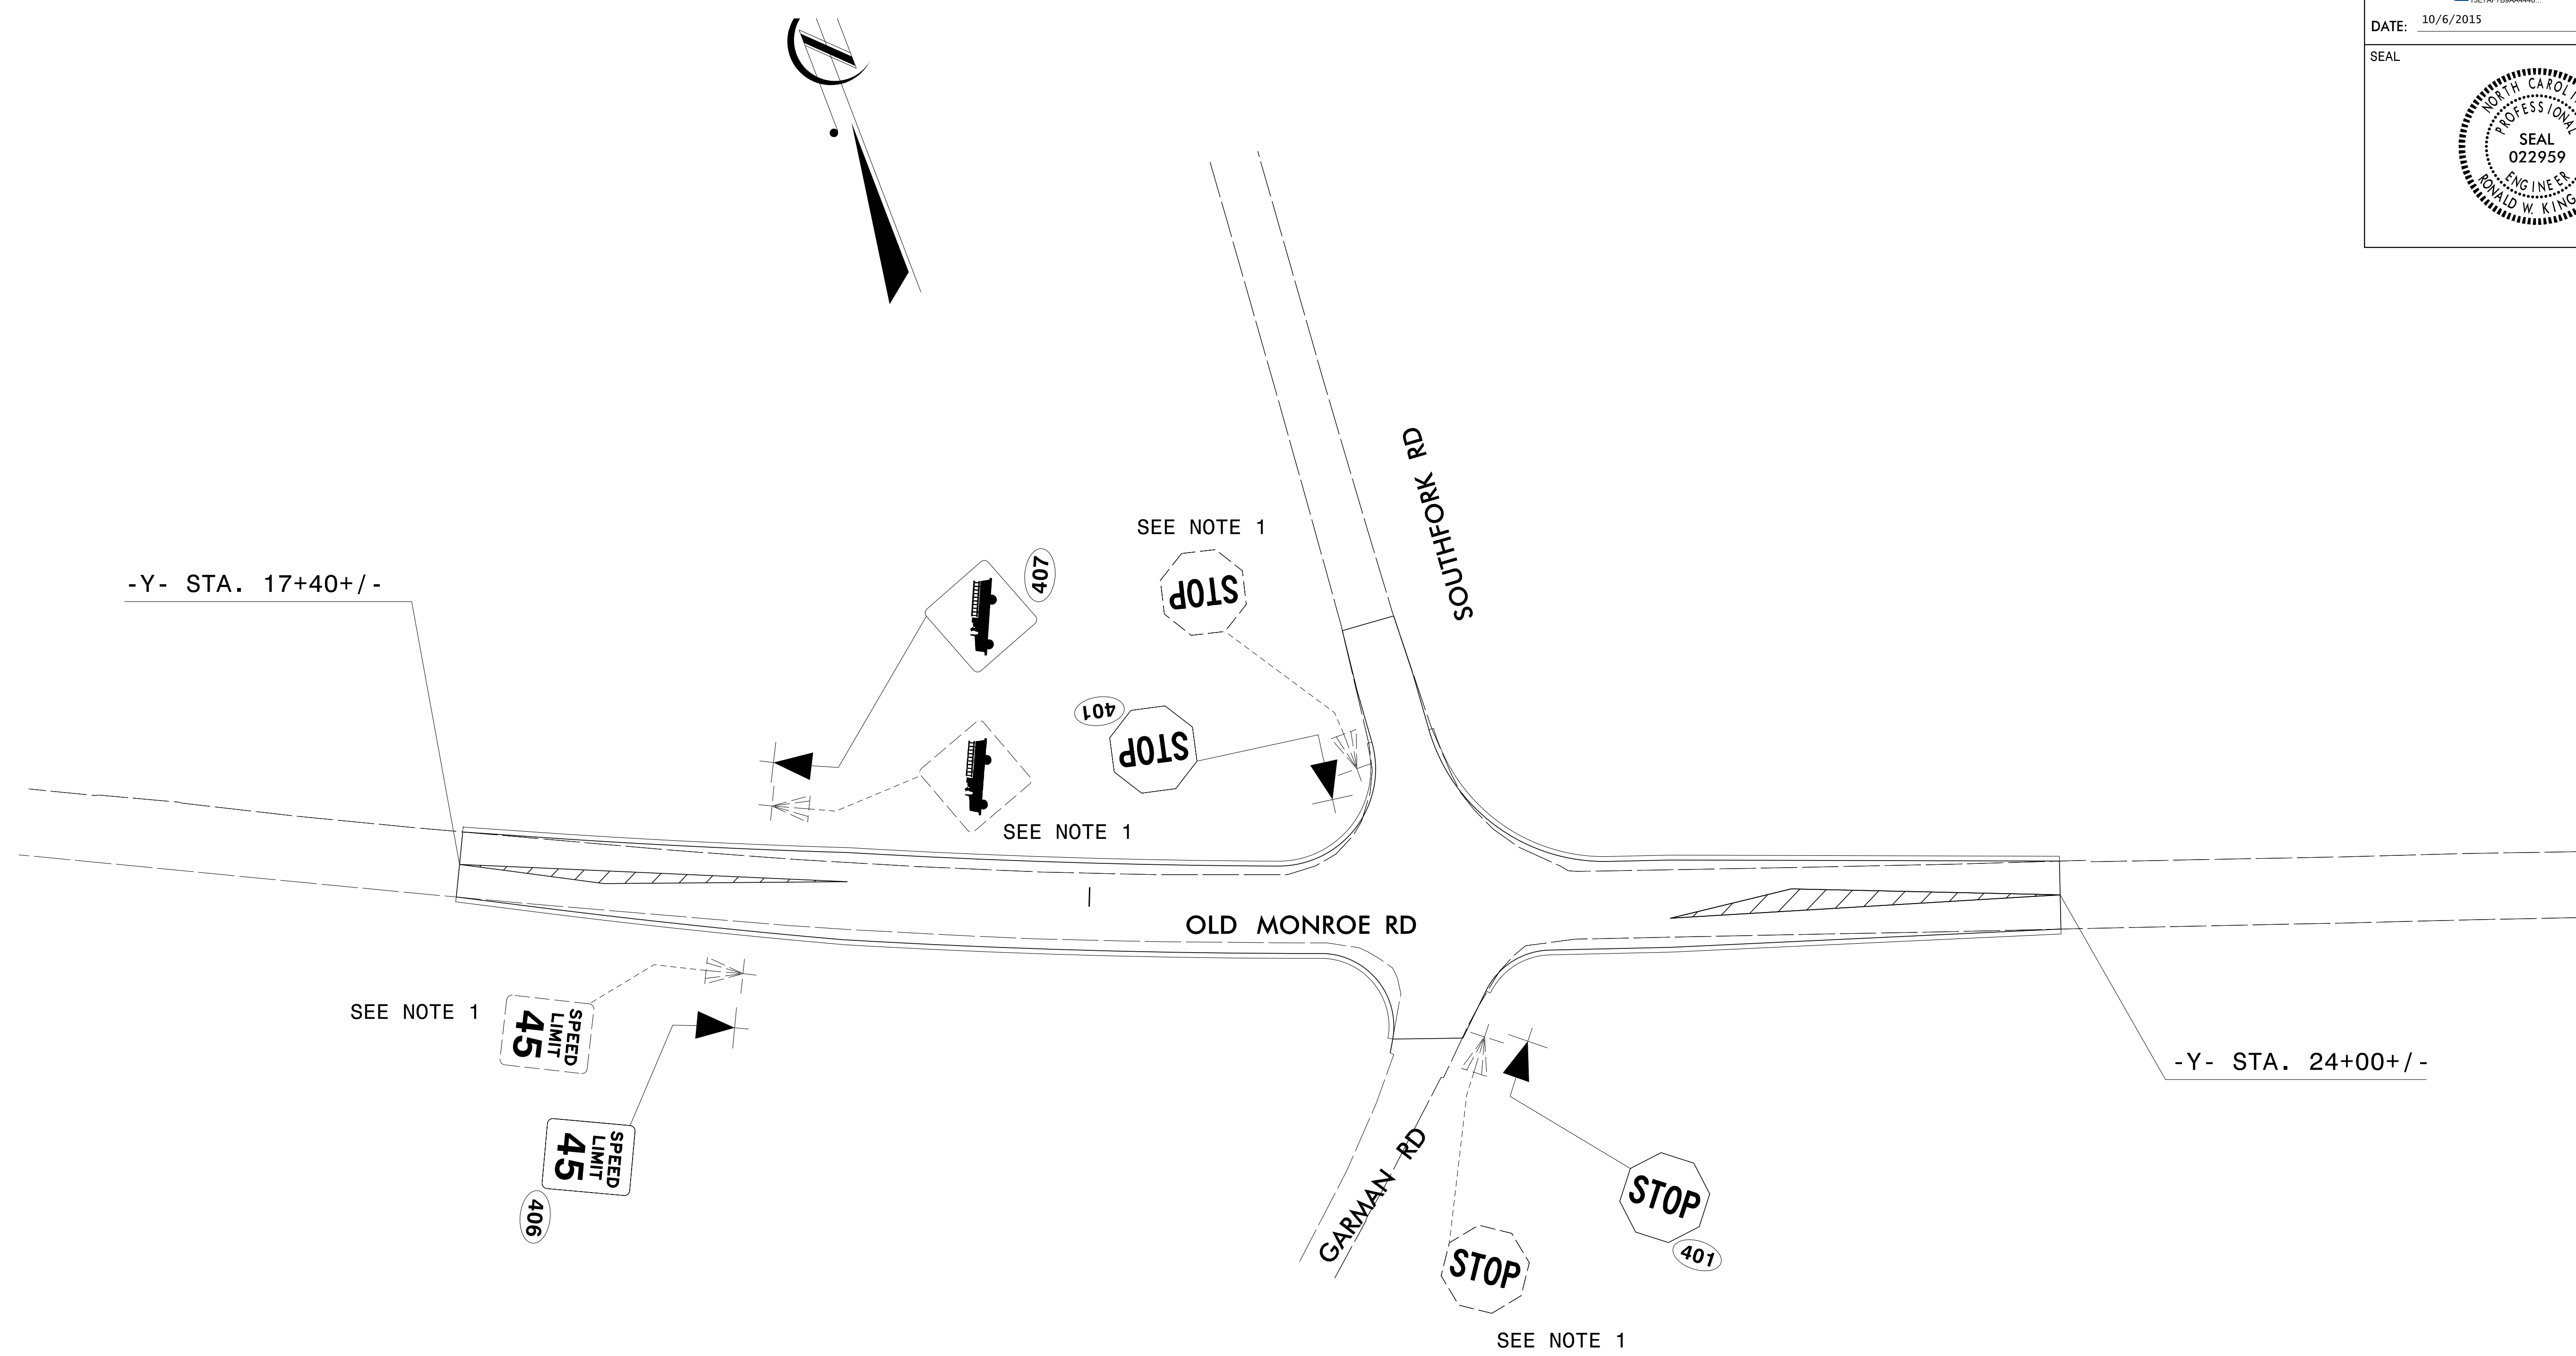 DATE: 10/6/2015
SEAL
NORTH
PROFESSIONAL
SEAL
022959
ENGINEER
RONALD W. KING
SOUTHFORK RD
SEE NOTE 1
STOP
407
-Y- STA. 17+40+/-
401
STOP
SEE NOTE 1
OLD MONROE RD
SEE NOTE 1
SPEED
LIMIT
45
-Y- STA. 24+00+/-
SPEED
LIMIT
45
406
GARMAN RD
STOP
401
STOP
SEE NOTE 1